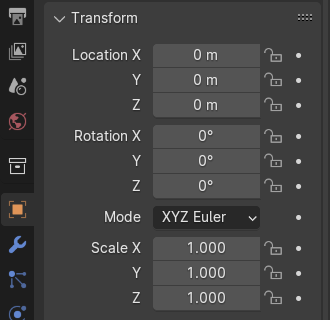 Transform
Location X 0 m
Y 0 m
Z 0 m
Rotation X 0°
Y 0°
Z 0°
Mode XYZ Euler
Scale X 1.000
Y 1.000
Z 1.000